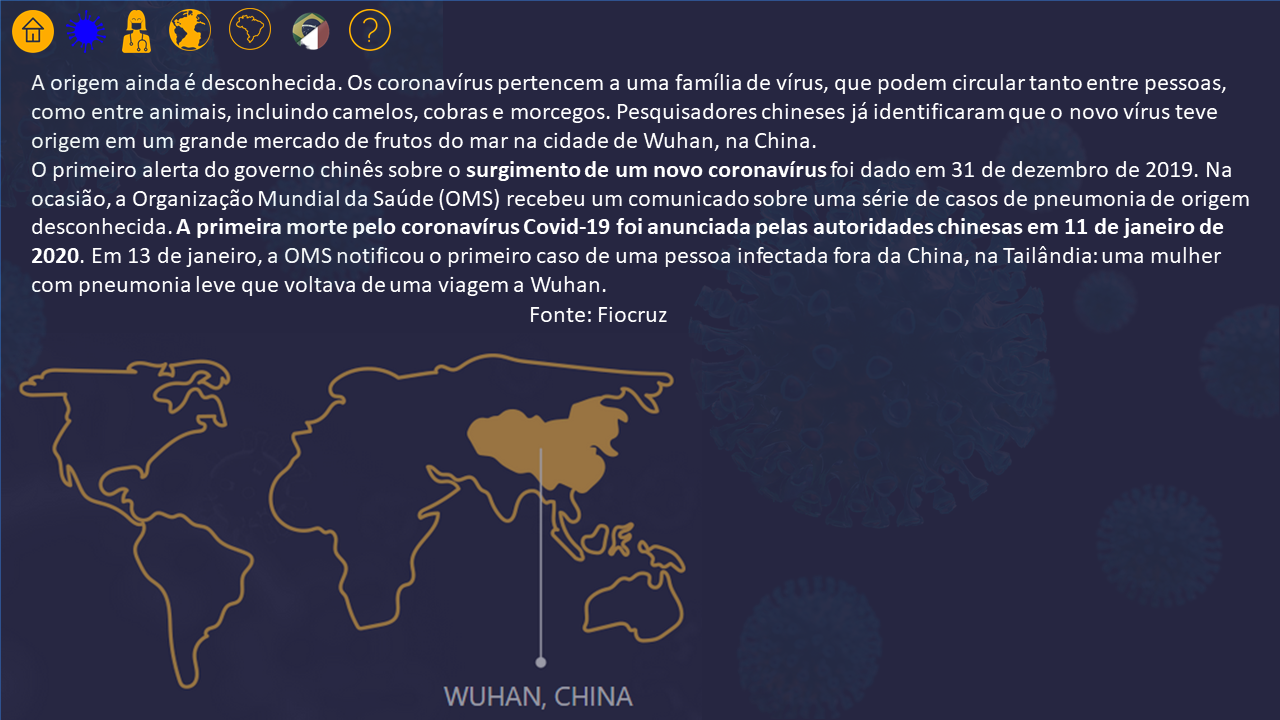 A origem ainda é desconhecida. Os coronavírus pertencem a uma família de vírus, que podem circular tanto entre pessoas,
como entre animais, incluindo camelos, cobras e morcegos. Pesquisadores chineses já identificaram que o novo vírus teve
origem em um grande mercado de frutos do mar na cidade de Wuhan, na China.
O primeiro alerta do governo chinês sobre o surgimento de um novo coronavírus foi dado em 31 de dezembro de 2019. Na
ocasião, a Organização Mundial da Saúde (OMS) recebeu um comunicado sobre uma série de casos de pneumonia de origem
desconhecida. A primeira morte pelo coronavírus Covid-19 foi anunciada pelas autoridades chinesas em 11 de janeiro de
2020. Em 13 de janeiro, a OMS notificou o primeiro caso de uma pessoa infectada fora da China, na Tailândia: uma mulher
com pneumonia leve que voltava de uma viagem a Wuhan.
Fonte: Fiocruz
WUHAN, CHINA